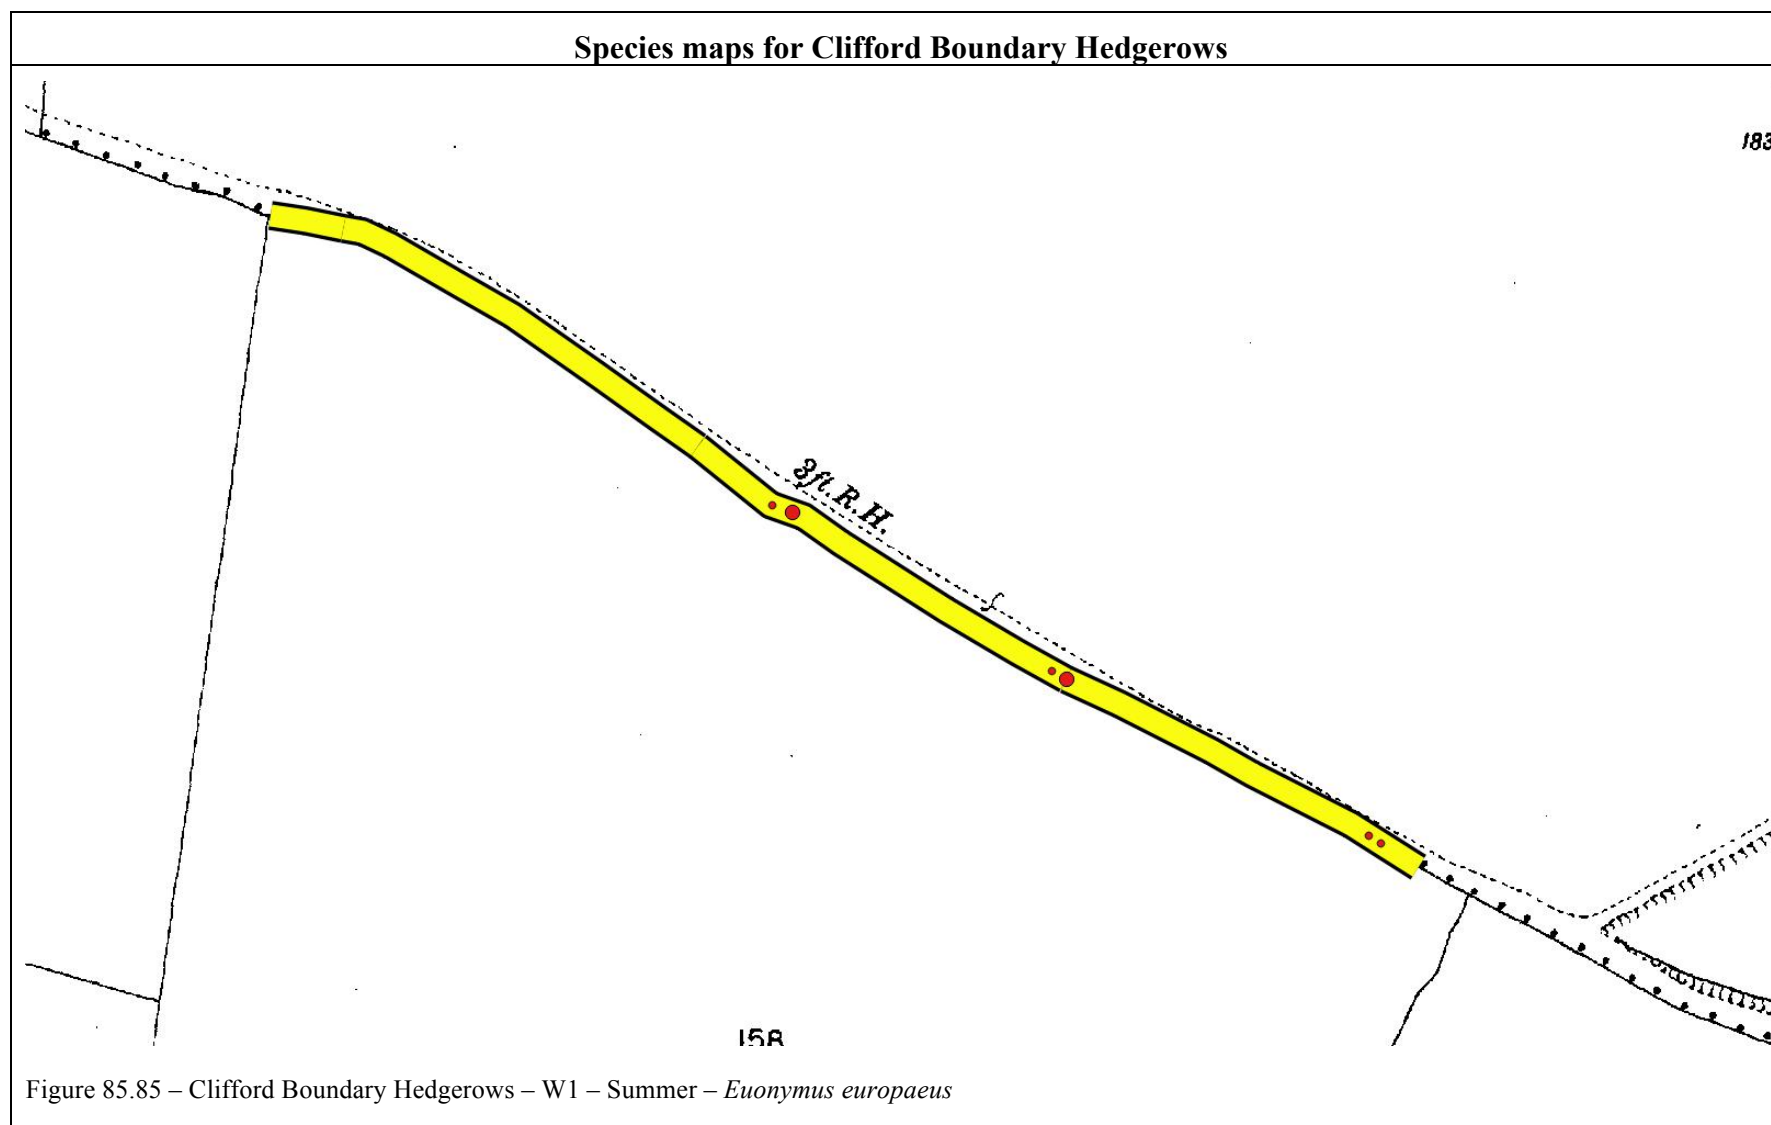 Species maps for Clifford Boundary Hedgerows
183
3ft.R.H.
158
Figure 85.85 – Clifford Boundary Hedgerows – W1 – Summer – Euonymus europaeus